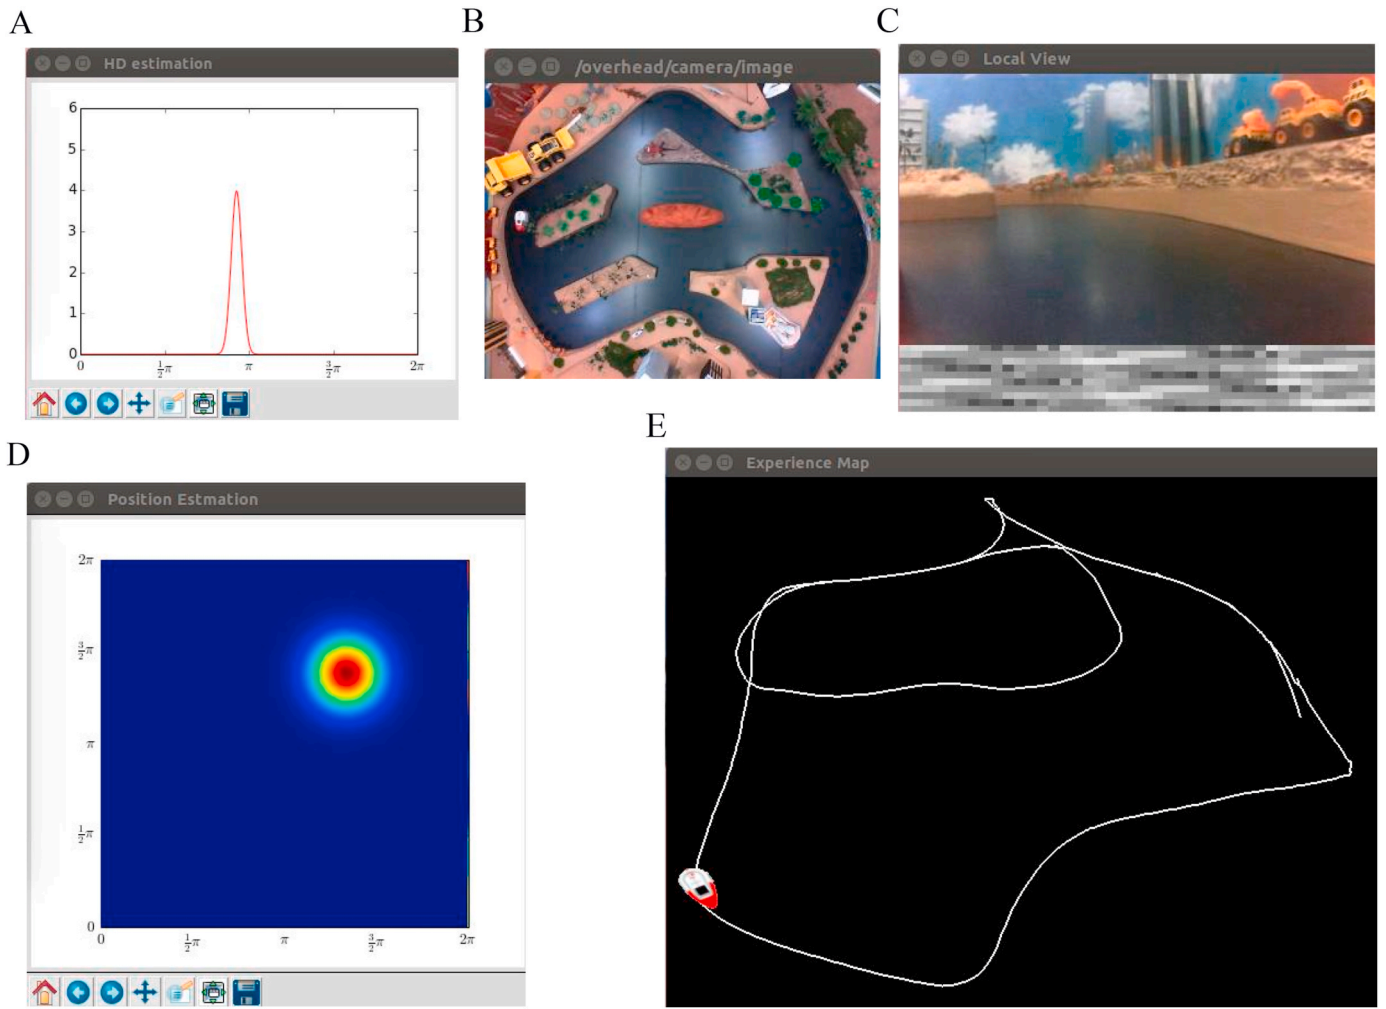 A
HD estimation
6
5
4
3
2
1
0
0 1/2π π 3/2π 2π
B
/overhead/camera/image
C
Local View
D
Position Estmation
2π
3/2π
π
1/2π
0
0 1/2π π 3/2π 2π
E
Experience Map